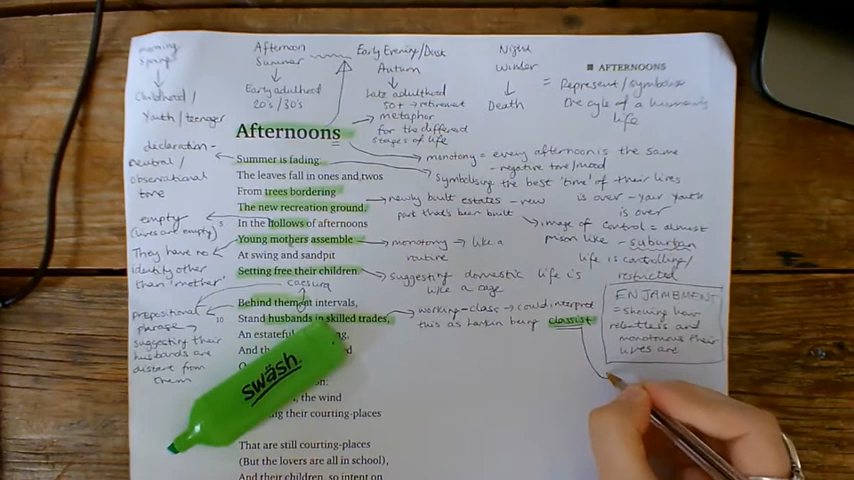 morning
Spring
Childhood /
Youth / teenager
Afternoon
Summer
Early adulthood
20's / 30's
Early Evening / Dusk
Autumn
Late adulthood
50+ → retirement
metaphor
for the different
stages of life
Night
Winter
Death
= Represent / symbolise
the cycle of a human's
life
■ AFTERNOONS
Afternoons
declaration -
neutral /
observational
tone
monotony = every afternoon is the same
- negative tone / mood
Symbolising the best 'time' of their lives
is over - your youth
is over
Summer is fading
The leaves fall in ones and twos
From trees bordering
The new recreation ground.
In the hollows of afternoons
Young mothers assemble
At swing and sandpit
Setting free their children.
newly built estates - new
part that's been built
image of control = almost
prison like - suburban
life is controlling /
restricted
empty
(lives are empty)
5
They have no
identity other
than 'mother'
monotony → like a
routine
suggesting domestic life is
like a cage
caesura
Behind them, at intervals,
Stand husbands in skilled trades,
An estateful
And the
prepositional
phrase →
suggesting their
husbands are
distant from
them
10
working-class → could interpret
this as Larkin being classist
ENJAMBMENT
= showing how
relentless and
monotonous their
lives are
swäsh
the wind
their courting-places
That are still courting-places
(But the lovers are all in school),
And their children, so intent on